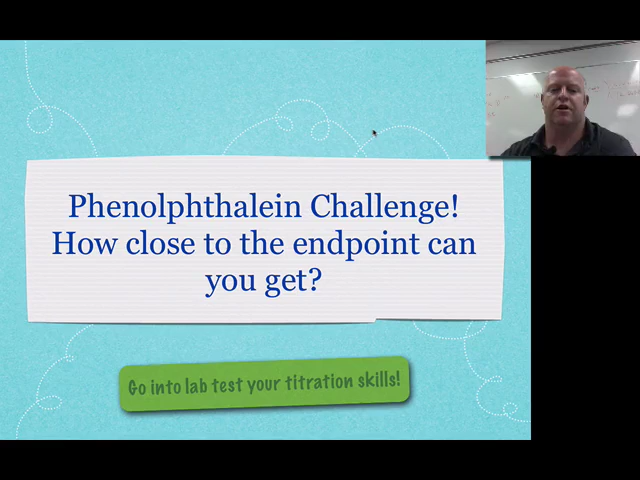 Phenolphthalein Challenge!
How close to the endpoint can
you get?
Go into lab test your titration skills!